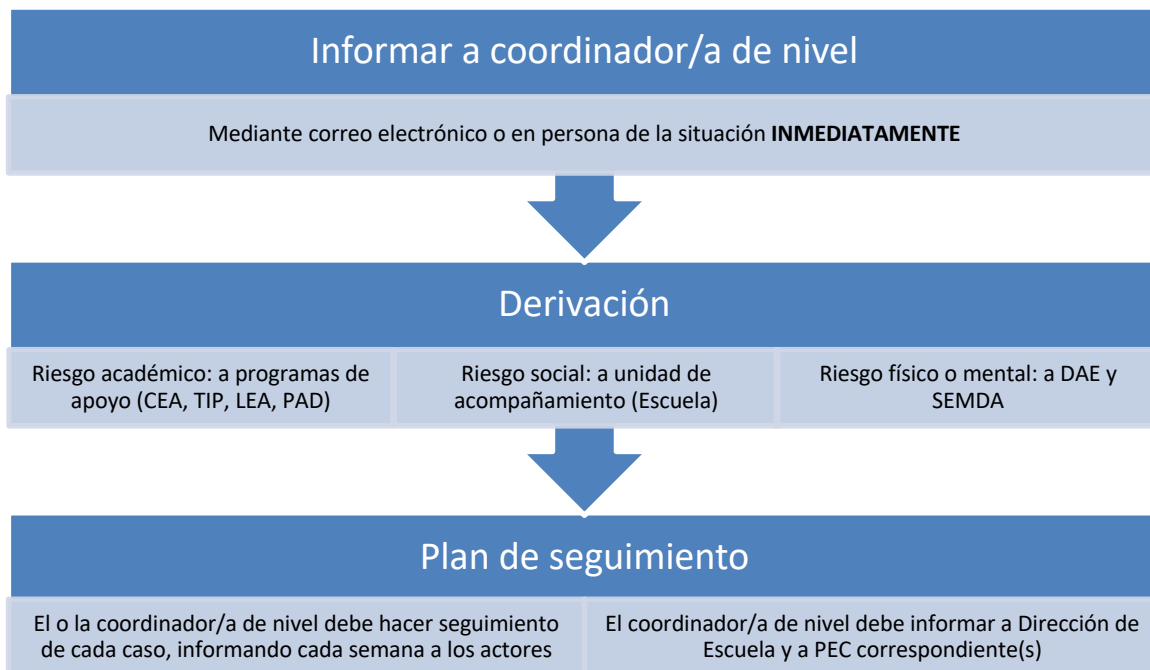 Informar a coordinador/a de nivel
Mediante correo electrónico o en persona de la situación INMEDIATAMENTE
Derivación
Riesgo académico: a programas de
apoyo (CEA, TIP, LEA, PAD)
Riesgo social: a unidad de
acompañamiento (Escuela)
Riesgo físico o mental: a DAE y
SEMDA
Plan de seguimiento
El o la coordinador/a de nivel debe hacer seguimiento
de cada caso, informando cada semana a los actores
El coordinador/a de nivel debe informar a Dirección de
Escuela y a PEC correspondiente(s)